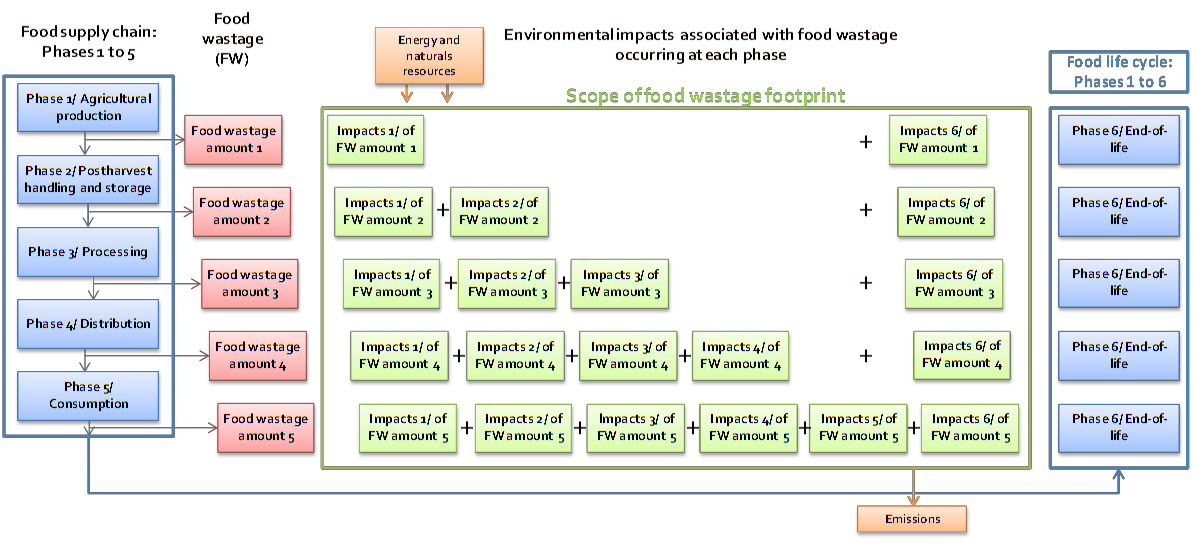 Food supply chain:
Phases 1 to 5
Food
wastage
(FW)
Energy and
naturals
resources
Environmental impacts associated with food wastage
occurring at each phase
Food life cycle:
Phases 1 to 6
Scope of food wastage footprint
Phase 1/ Agricultural
production
Food wastage
amount 1
Impacts 1/ of
FW amount 1
+
Impacts 6/ of
FW amount 1
Phase 6/ End-of-
life
Phase 2/ Postharvest
handling and storage
Food wastage
amount 2
Impacts 1/ of
FW amount 2
+
Impacts 2/ of
FW amount 2
+
Impacts 6/ of
FW amount 2
Phase 6/ End-of-
life
Phase 3/ Processing
Food wastage
amount 3
Impacts 1/ of
FW amount 3
+
Impacts 2/ of
FW amount 3
+
Impacts 3/ of
FW amount 3
+
Impacts 6/ of
FW amount 3
Phase 6/ End-of-
life
Phase 4/ Distribution
Food wastage
amount 4
Impacts 1/ of
FW amount 4
+
Impacts 2/ of
FW amount 4
+
Impacts 3/ of
FW amount 4
+
Impacts 4/ of
FW amount 4
+
Impacts 6/ of
FW amount 4
Phase 6/ End-of-
life
Phase 5/
Consumption
Food wastage
amount 5
Impacts 1/ of
FW amount 5
+
Impacts 2/ of
FW amount 5
+
Impacts 3/ of
FW amount 5
+
Impacts 4/ of
FW amount 5
+
Impacts 5/ of
FW amount 5
+
Impacts 6/ of
FW amount 5
Phase 6/ End-of-
life
Emissions